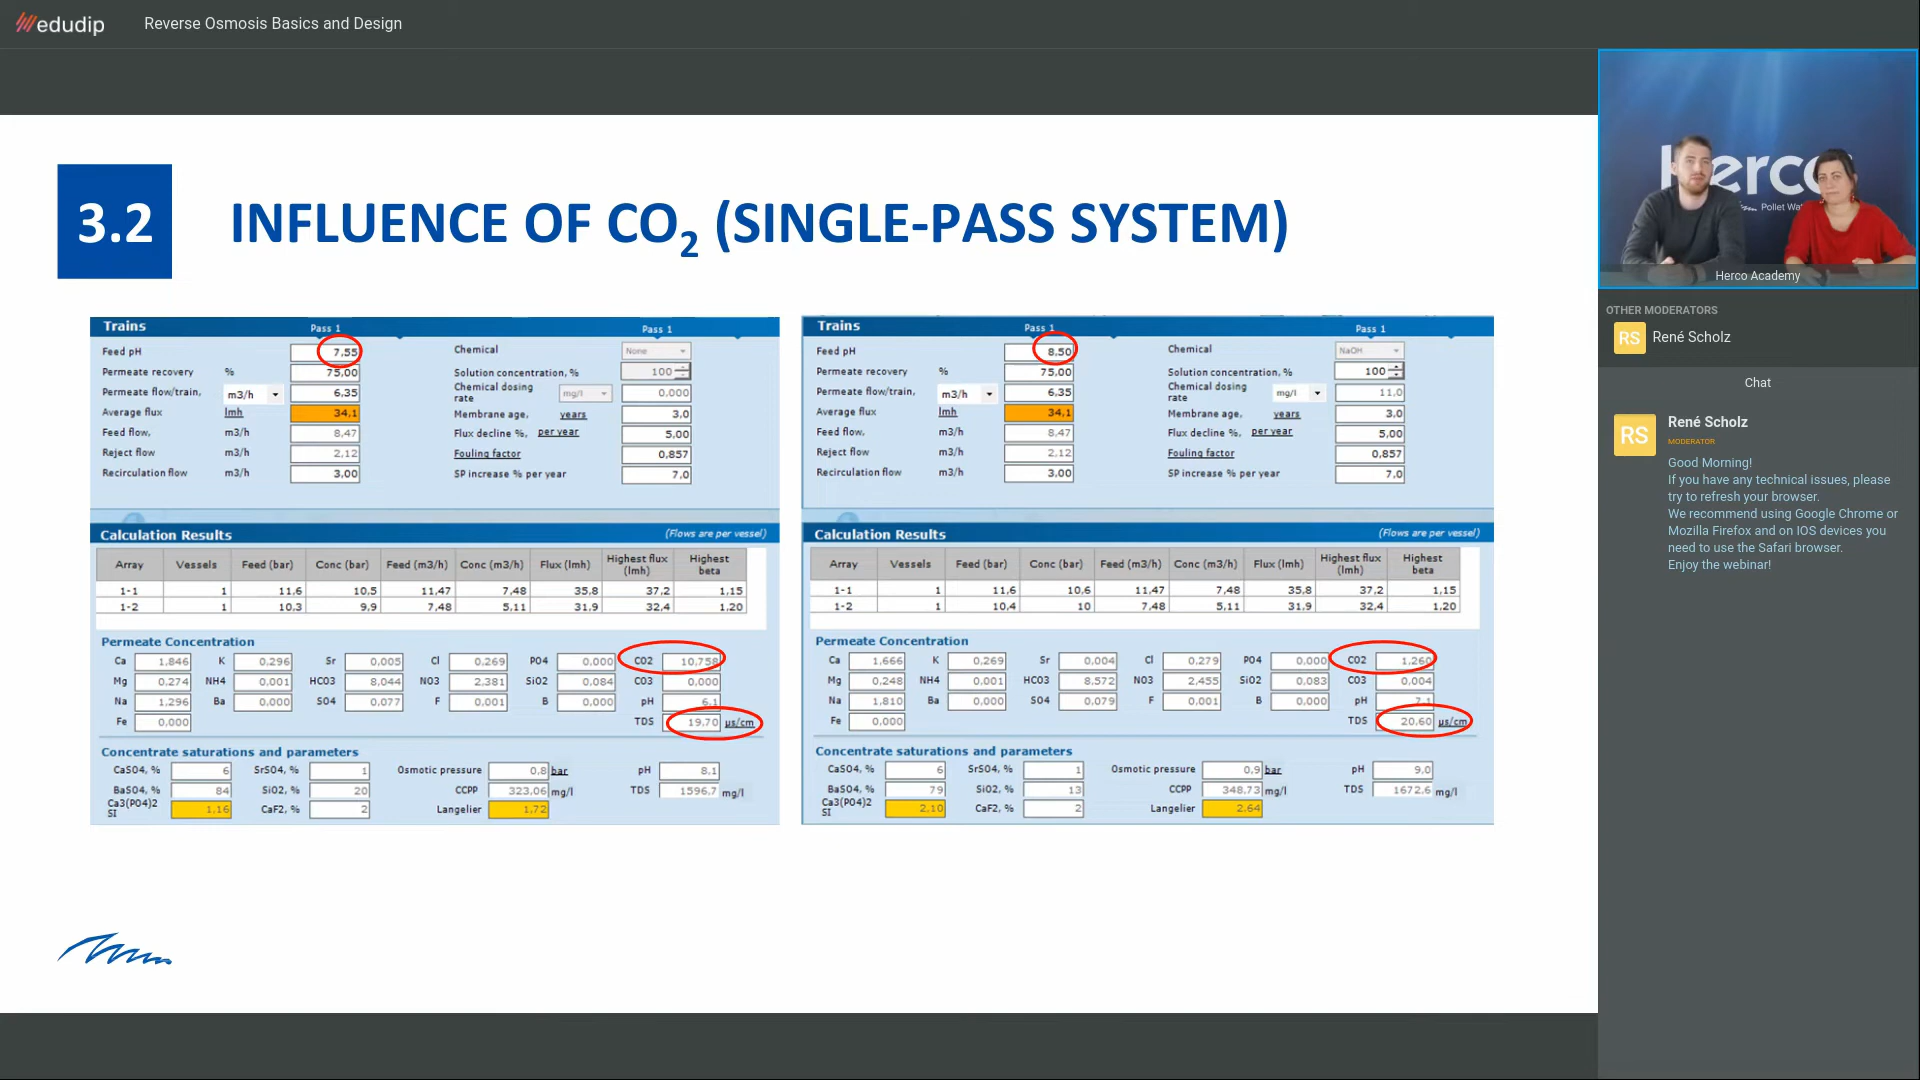 edudip
Reverse Osmosis Basics and Design
3.2
INFLUENCE OF CO2 (SINGLE-PASS SYSTEM)
Trains Pass 1 Pass 1
Feed pH 7,55 Chemical None
Permeate recovery % 75,00 Solution concentration, % 100
Permeate flow/train, m3/h 6,35 Chemical dosing rate mg/l 0,000
Average flux lmh 34,1 Membrane age, years 3,0
Feed flow, m3/h 8,47 Flux decline %, per year 5,00
Reject flow m3/h 2,12 Fouling factor 0,857
Recirculation flow m3/h 3,00 SP increase % per year 7,0
Calculation Results (Flows are per vessel)
Array Vessels Feed (bar) Conc (bar) Feed (m3/h) Conc (m3/h) Flux (lmh) Highest flux (lmh) Highest beta
1-1 1 11,6 10,5 11,47 7,48 35,8 37,2 1,15
1-2 1 10,3 9,9 7,48 5,11 31,9 32,4 1,20
Permeate Concentration
Ca 1,846 K 0,296 Sr 0,005 Cl 0,269 PO4 0,000 CO2 10,758
Mg 0,274 NH4 0,001 HCO3 8,044 NO3 2,381 SiO2 0,084 CO3 0,000
Na 1,296 Ba 0,000 SO4 0,077 F 0,001 B 0,000 pH 6,1
Fe 0,000 TDS 19,70 µs/cm
Concentrate saturations and parameters
CaSO4, % 6 SrSO4, % 1 Osmotic pressure 0,8 bar pH 8,1
BaSO4, % 84 SiO2, % 20 CCPP 323,06 mg/l TDS 1596,7 mg/l
Ca3(PO4)2 SI 1,16 CaF2, % 2 Langelier 1,72
Trains Pass 1 Pass 1
Feed pH 8,50 Chemical NaOH
Permeate recovery % 75,00 Solution concentration, % 100
Permeate flow/train, m3/h 6,35 Chemical dosing rate mg/l 11,0
Average flux lmh 34,1 Membrane age, years 3,0
Feed flow, m3/h 8,47 Flux decline %, per year 5,00
Reject flow m3/h 2,12 Fouling factor 0,857
Recirculation flow m3/h 3,00 SP increase % per year 7,0
Calculation Results (Flows are per vessel)
Array Vessels Feed (bar) Conc (bar) Feed (m3/h) Conc (m3/h) Flux (lmh) Highest flux (lmh) Highest beta
1-1 1 11,6 10,6 11,47 7,48 35,8 37,2 1,15
1-2 1 10,4 10 7,48 5,11 31,9 32,4 1,20
Permeate Concentration
Ca 1,666 K 0,269 Sr 0,004 Cl 0,279 PO4 0,000 CO2 1,260
Mg 0,248 NH4 0,001 HCO3 8,572 NO3 2,455 SiO2 0,083 CO3 0,004
Na 1,810 Ba 0,000 SO4 0,079 F 0,001 B 0,000 pH 7,1
Fe 0,000 TDS 20,60 µs/cm
Concentrate saturations and parameters
CaSO4, % 6 SrSO4, % 1 Osmotic pressure 0,9 bar pH 9,0
BaSO4, % 79 SiO2, % 13 CCPP 348,73 mg/l TDS 1672,6 mg/l
Ca3(PO4)2 SI 2,10 CaF2, % 2 Langelier 2,64
Herco
Pollet Wa
Herco Academy
OTHER MODERATORS
RS René Scholz
Chat
RS René Scholz
MODERATOR
Good Morning!
If you have any technical issues, please
try to refresh your browser.
We recommend using Google Chrome or
Mozilla Firefox and on IOS devices you
need to use the Safari browser.
Enjoy the webinar!